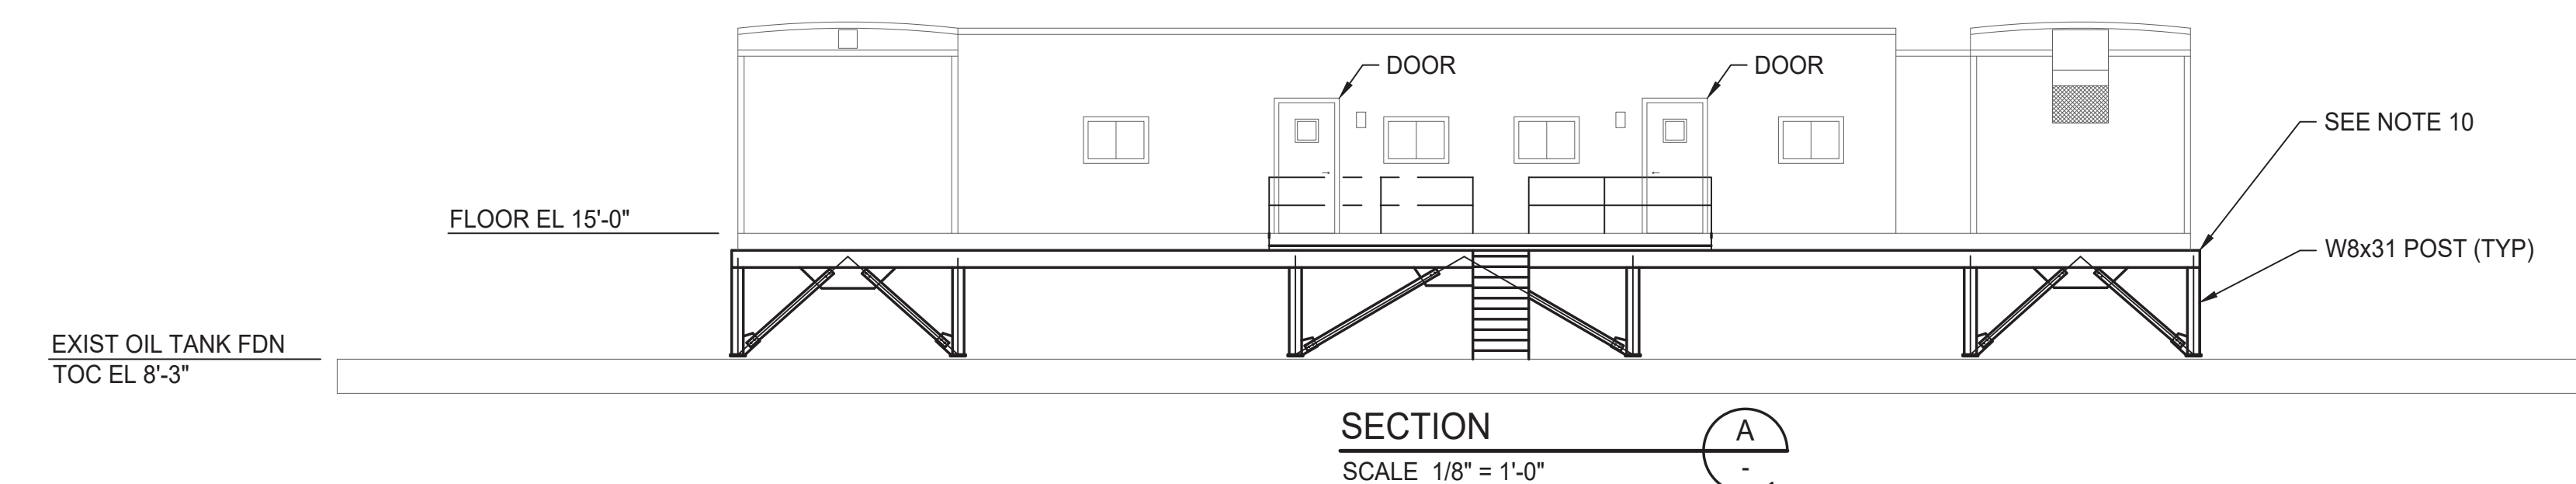 DOOR
DOOR
SEE NOTE 10
FLOOR EL 15'-0"
W8x31 POST (TYP)
EXIST OIL TANK FDN
TOC EL 8'-3"
SECTION
A
SCALE 1/8" = 1'-0"
-